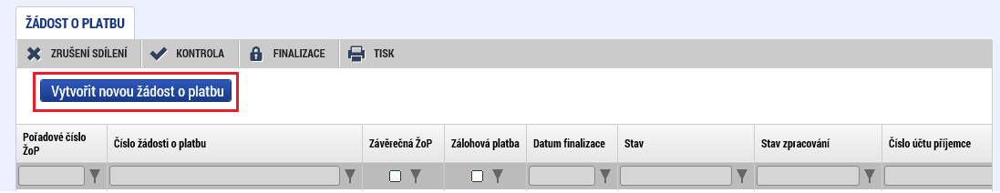 ŽÁDOST O PLATBU
ZRUŠENÍ SDÍLENÍ KONTROLA FINALIZACE TISK
Vytvořit novou žádost o platbu
Pořadové číslo ŽoP Číslo žádosti o platbu Závěrečná ŽoP Zálohová platba Datum finalizace Stav Stav zpracování Číslo účtu příjemce